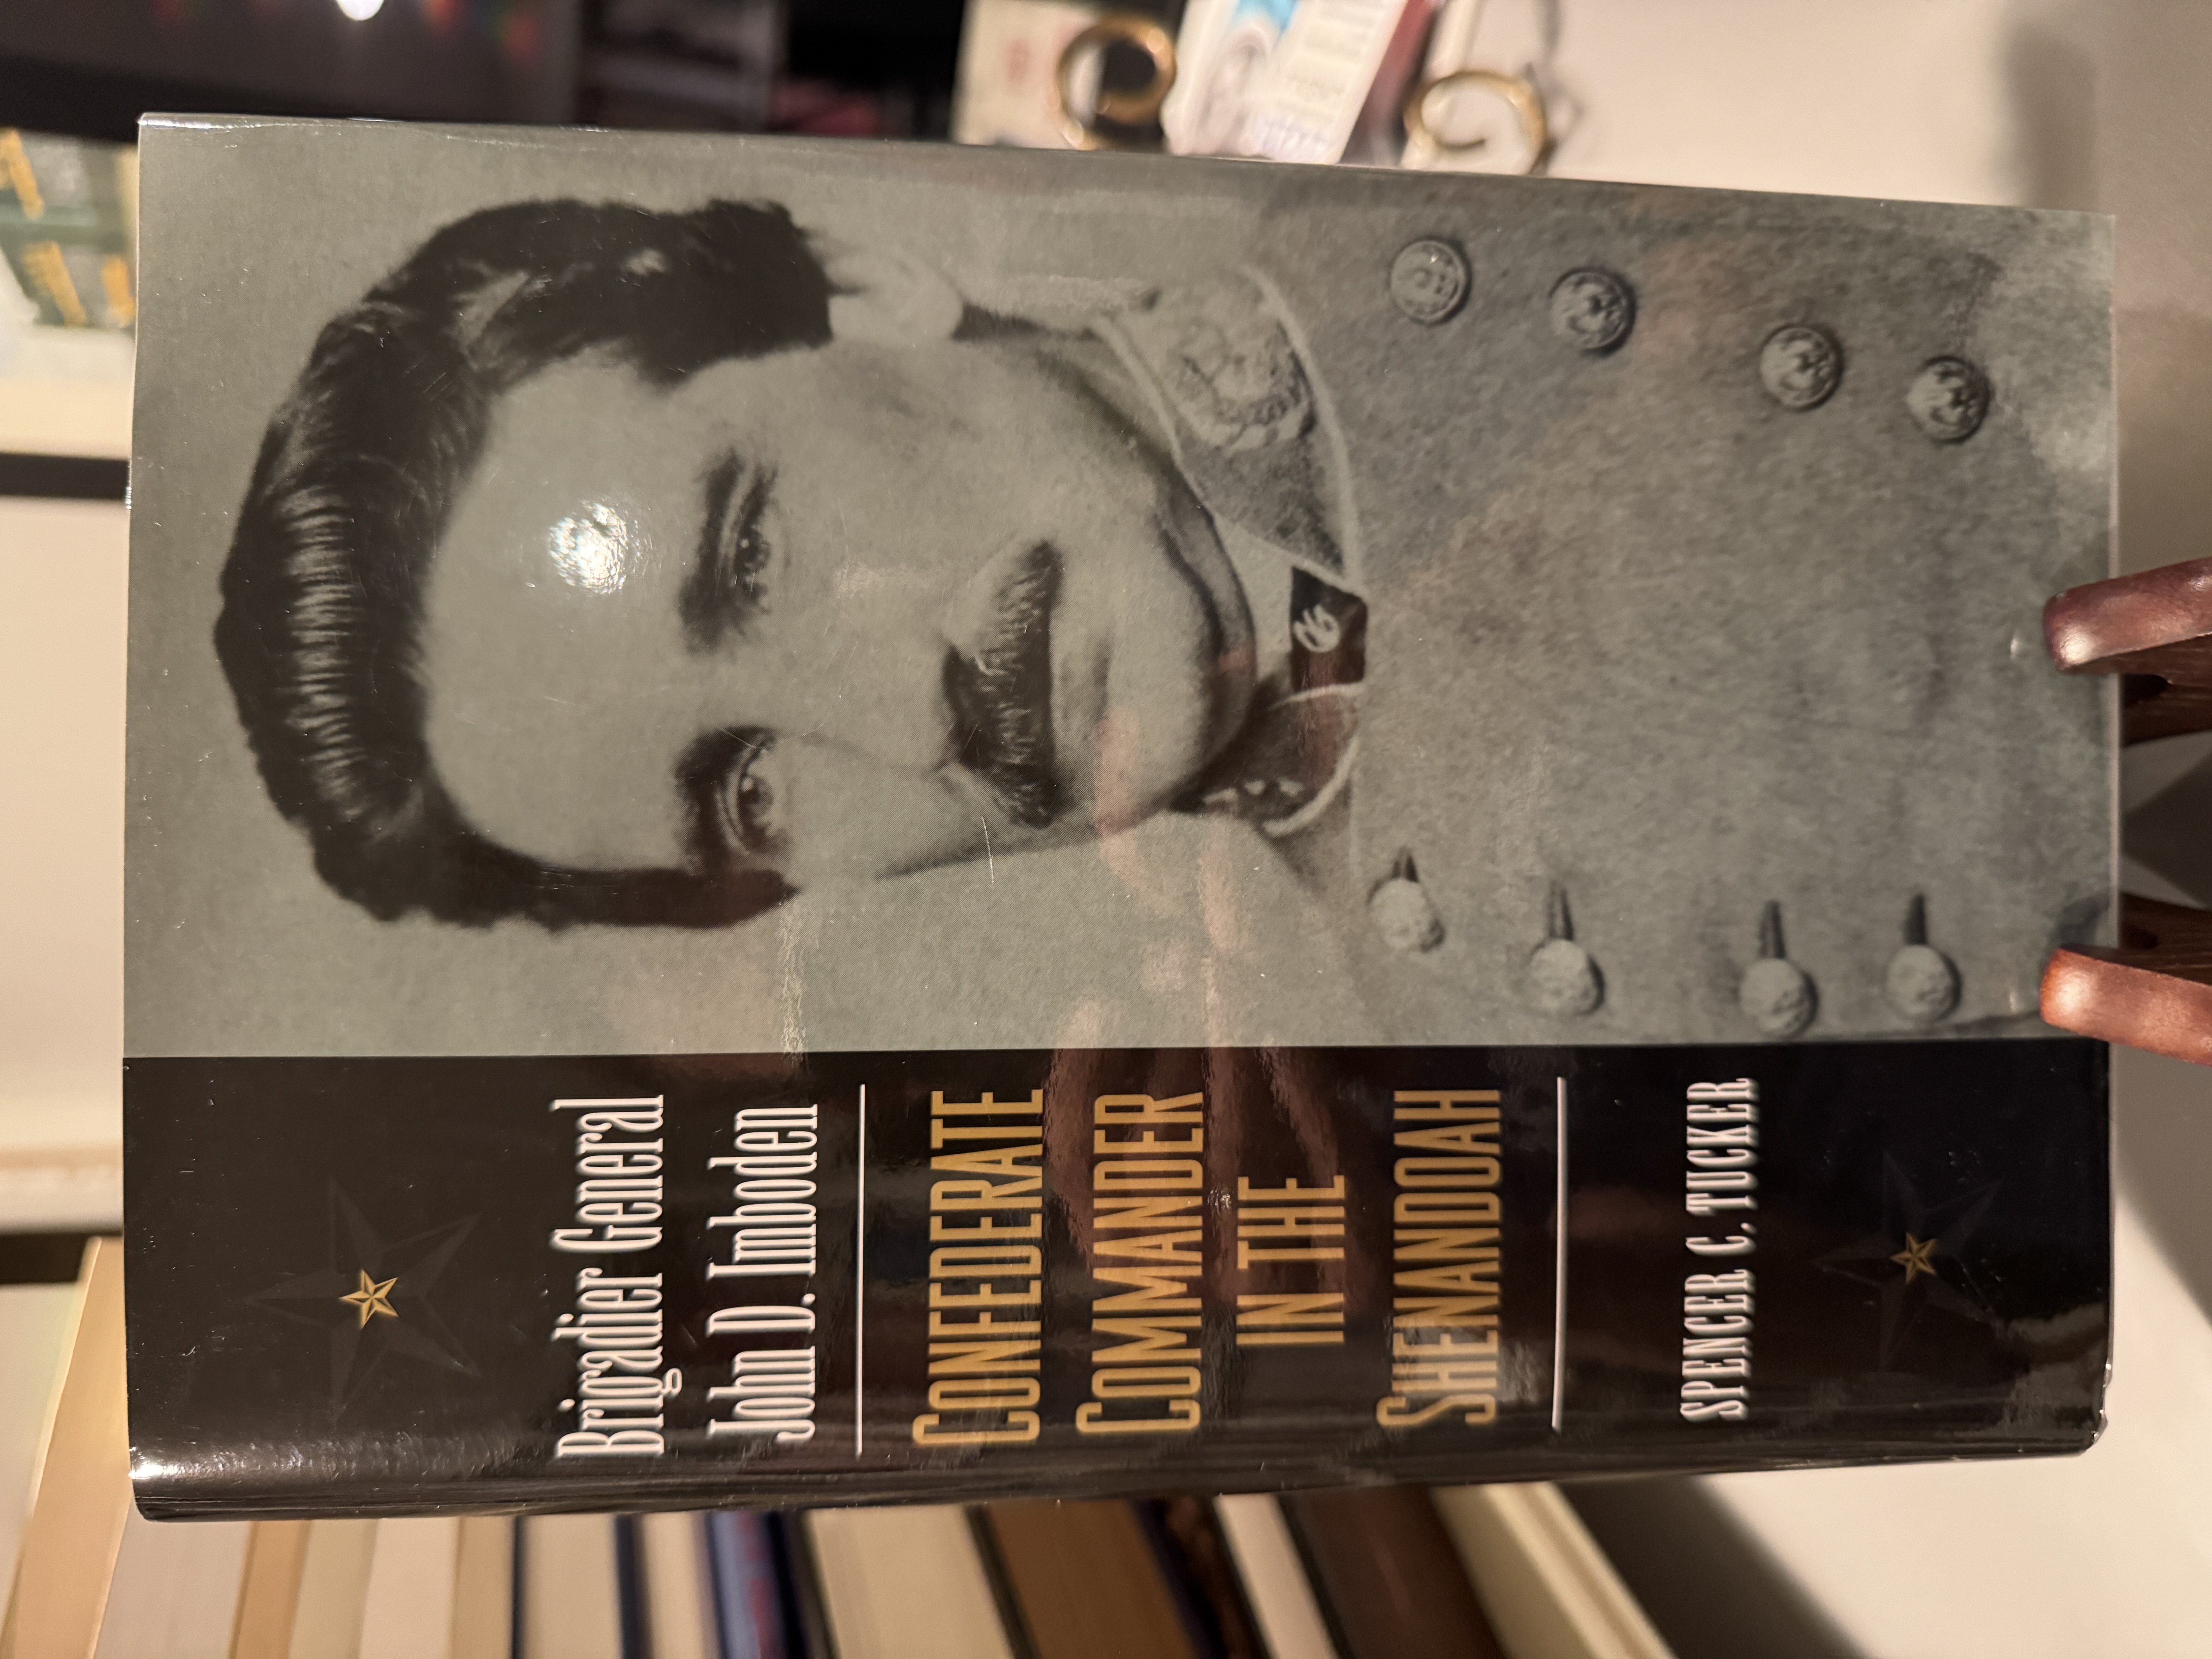 Brigadier General
John D. Imboden
CONFEDERATE
COMMANDER
IN THE
SHENANDOAH
SPENCER C. TUCKER